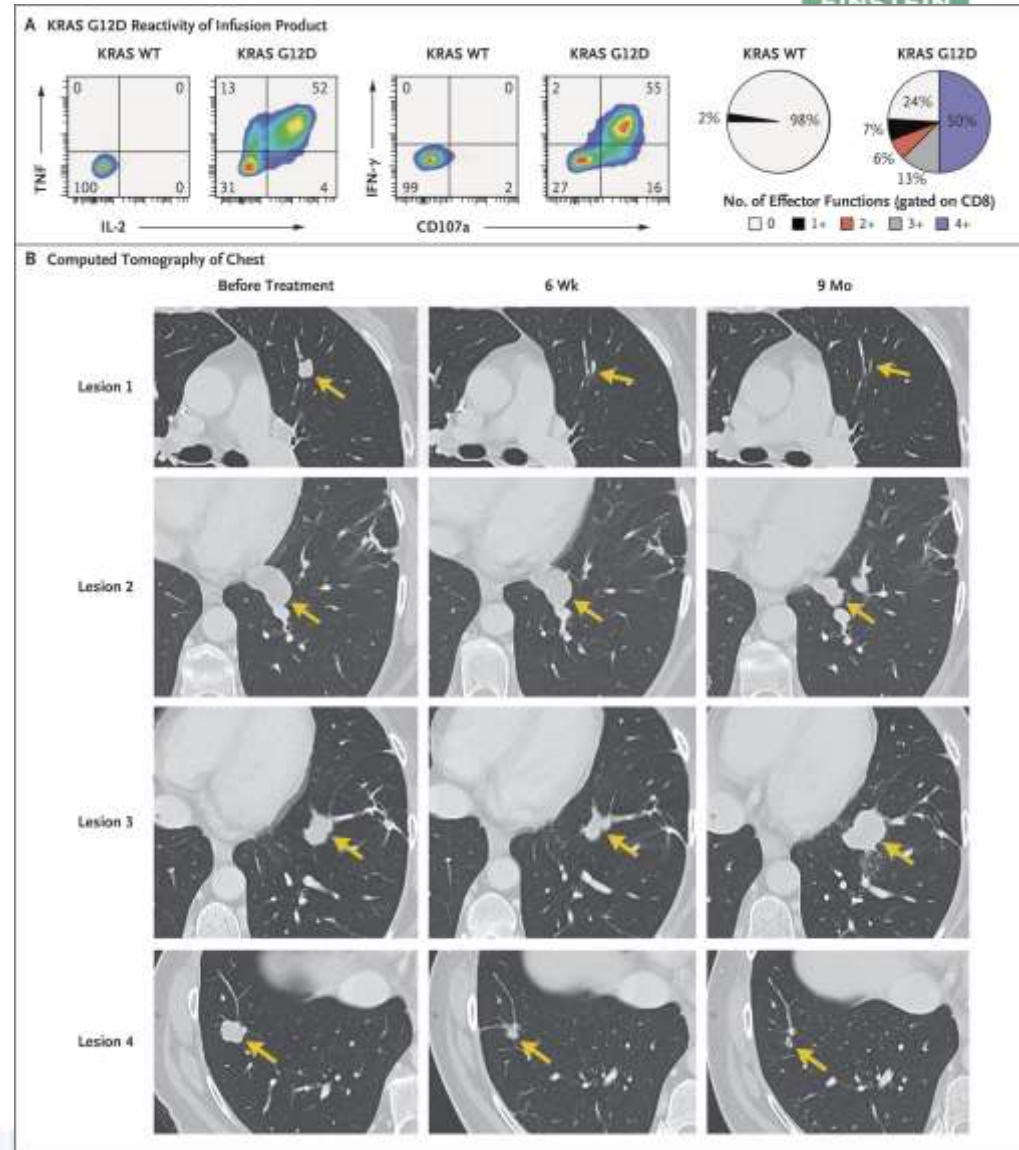 EINSTEIN
A KRAS G12D Reactivity of Infusion Product
KRAS WT KRAS G12D KRAS WT KRAS G12D KRAS WT KRAS G12D
0 0 13 52 0 0 2 55
100 0 31 4 99 2 27 16
TNF
IL-2
IFN-γ
CD107a
2% 98%
24% 7% 6% 13% 50%
No. of Effector Functions (gated on CD8)
0 1+ 2+ 3+ 4+
B Computed Tomography of Chest
Before Treatment 6 Wk 9 Mo
Lesion 1
Lesion 2
Lesion 3
Lesion 4